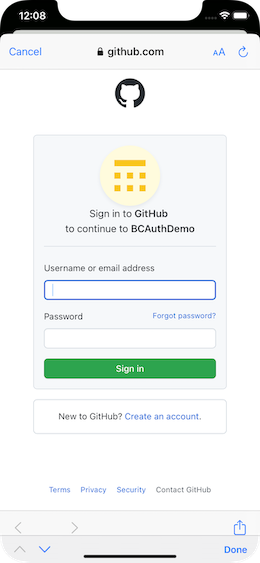 12:08
Cancel
github.com
AA
Sign in to GitHub
to continue to BCAuthDemo
Username or email address
Password
Forgot password?
Sign in
New to GitHub? Create an account.
Terms
Privacy
Security
Contact GitHub
Done